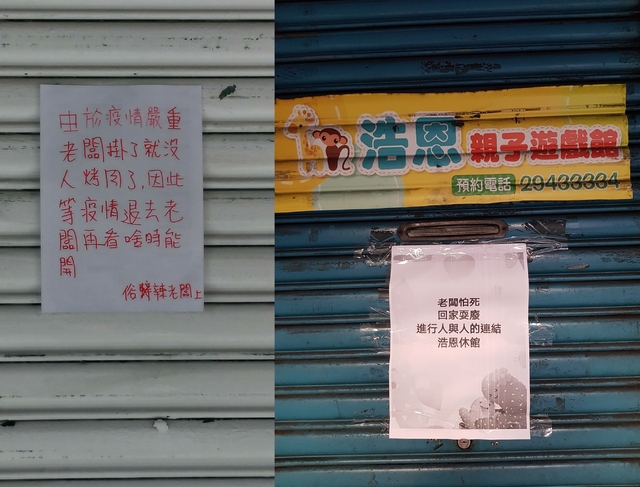 由於疫情嚴重
老闆掛了就沒
人烤肉了,因此
等疫情退去老
闆再看啥時能
開
俗辣老闆上
浩恩 親子遊戲館
預約電話
老闆怕死
回家耍廢
進行人與人的連結
浩恩休館